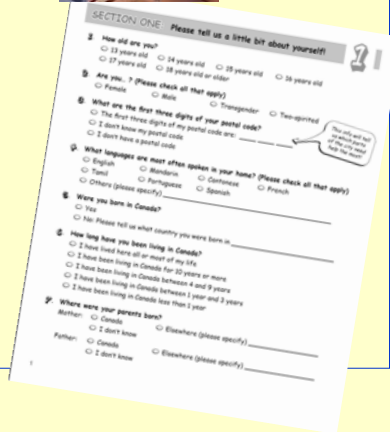 SECTION ONE Please tell us a little bit about yourself!
1
How old are you?
13 years old 14 years old 15 years old 16 years old
17 years old 18 years old or older
Are you.. ? (Please check all that apply)
Female Male Transgender Two-spirited
What are the first three digits of your postal code?
The first three digits of my postal code are: ___ ___ ___
I don't know my postal code
I don't have a postal code
This info will tell
us which parts
of the city need
help the most!
What languages are most often spoken in your home? (Please check all that apply)
English Mandarin Cantonese French
Tamil Portuguese Spanish
Others (please specify)
Were you born in Canada?
Yes
No: Please tell us what country you were born in
How long have you been living in Canada?
I have lived here all or most of my life
I have been living in Canada for 10 years or more
I have been living in Canada between 4 and 9 years
I have been living in Canada between 1 year and 3 years
I have been living in Canada less than 1 year
Where were your parents born?
Mother: Canada Elsewhere (please specify)
I don't know
Father: Canada Elsewhere (please specify)
I don't know